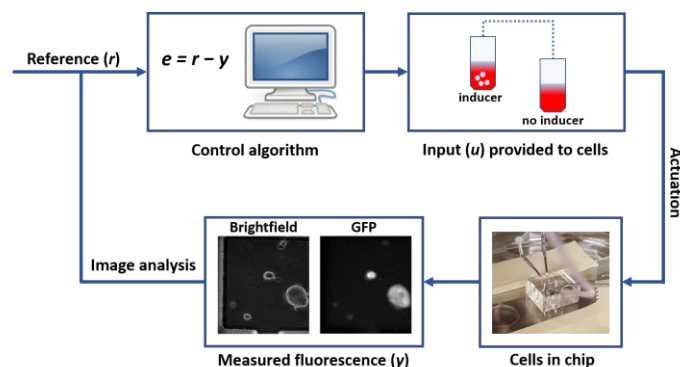 Reference (r)
e = r – y
Control algorithm
inducer
no inducer
Input (u) provided to cells
Actuation
Brightfield
GFP
Image analysis
Measured fluorescence (y)
Cells in chip